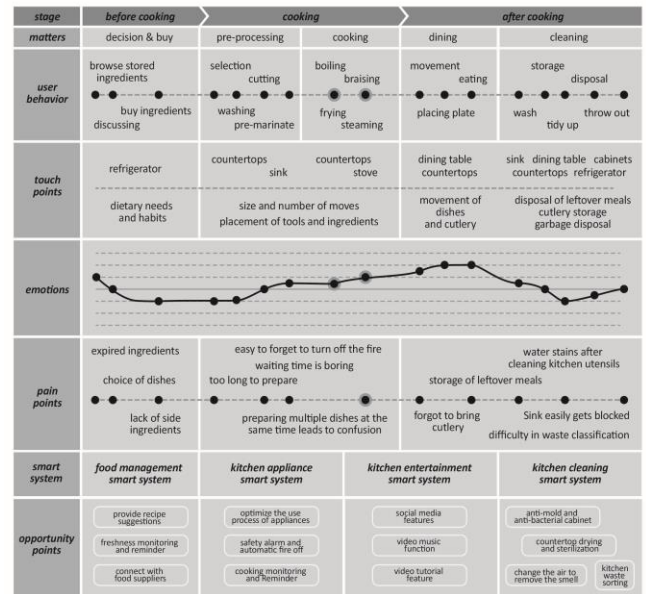 stage
before cooking
cooking
after cooking
matters
decision & buy
pre-processing
cooking
dining
cleaning
user
behavior
browse stored
ingredients
buy ingredients
discussing
selection
cutting
washing
pre-marinate
boiling
braising
frying
steaming
movement
eating
placing plate
storage
disposal
wash
throw out
tidy up
touch
points
refrigerator
countertops
sink
countertops
stove
dining table
countertops
sink dining table cabinets
countertops refrigerator
dietary needs
and habits
size and number of moves
placement of tools and ingredients
movement of
dishes
and cutlery
disposal of leftover meals
cutlery storage
garbage disposal
emotions
pain
points
expired ingredients
choice of dishes
lack of side
ingredients
easy to forget to turn off the fire
waiting time is boring
too long to prepare
preparing multiple dishes at the
same time leads to confusion
water stains after
cleaning kitchen utensils
storage of leftover meals
forgot to bring
cutlery
Sink easily gets blocked
difficulty in waste classification
smart
system
food management
smart system
kitchen appliance
smart system
kitchen entertainment
smart system
kitchen cleaning
smart system
opportunity
points
provide recipe
suggestions
freshness monitoring
and reminder
connect with
food suppliers
optimize the use
process of appliances
safety alarm and
automatic fire off
cooking monitoring
and Reminder
social media
features
video music
function
video tutorial
feature
anti-mold and
anti-bacterial cabinet
countertop drying
and sterilization
change the air to
remove the smell
kitchen
waste
sorting